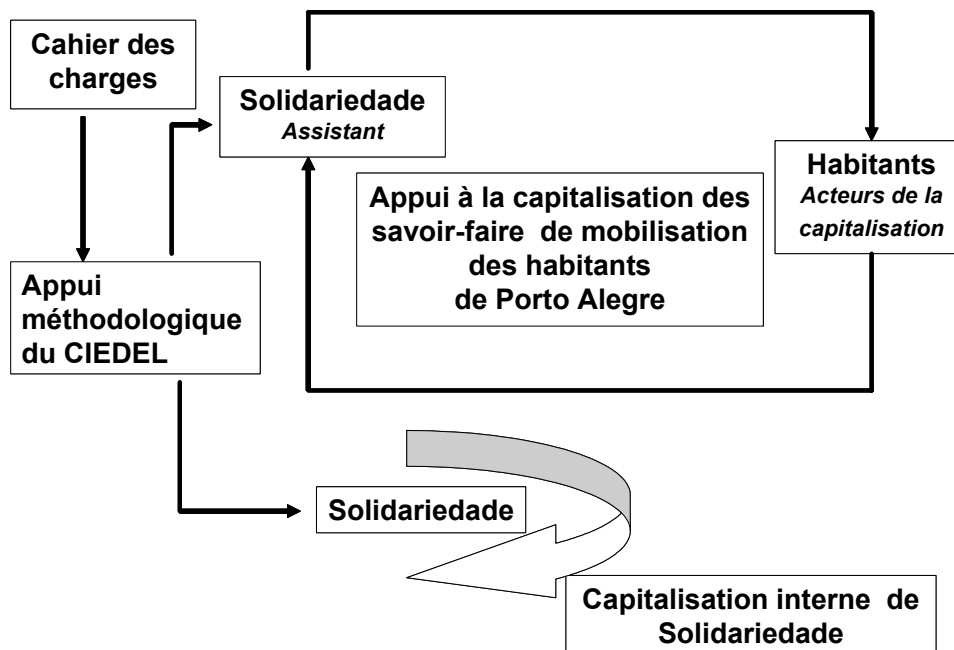 Cahier des
charges
Solidariedade
Assistant
Habitants
Acteurs de la
capitalisation
Appui à la capitalisation des
savoir-faire de mobilisation
des habitants
de Porto Alegre
Appui
méthodologique
du CIEDEL
Solidariedade
Capitalisation interne de
Solidariedade